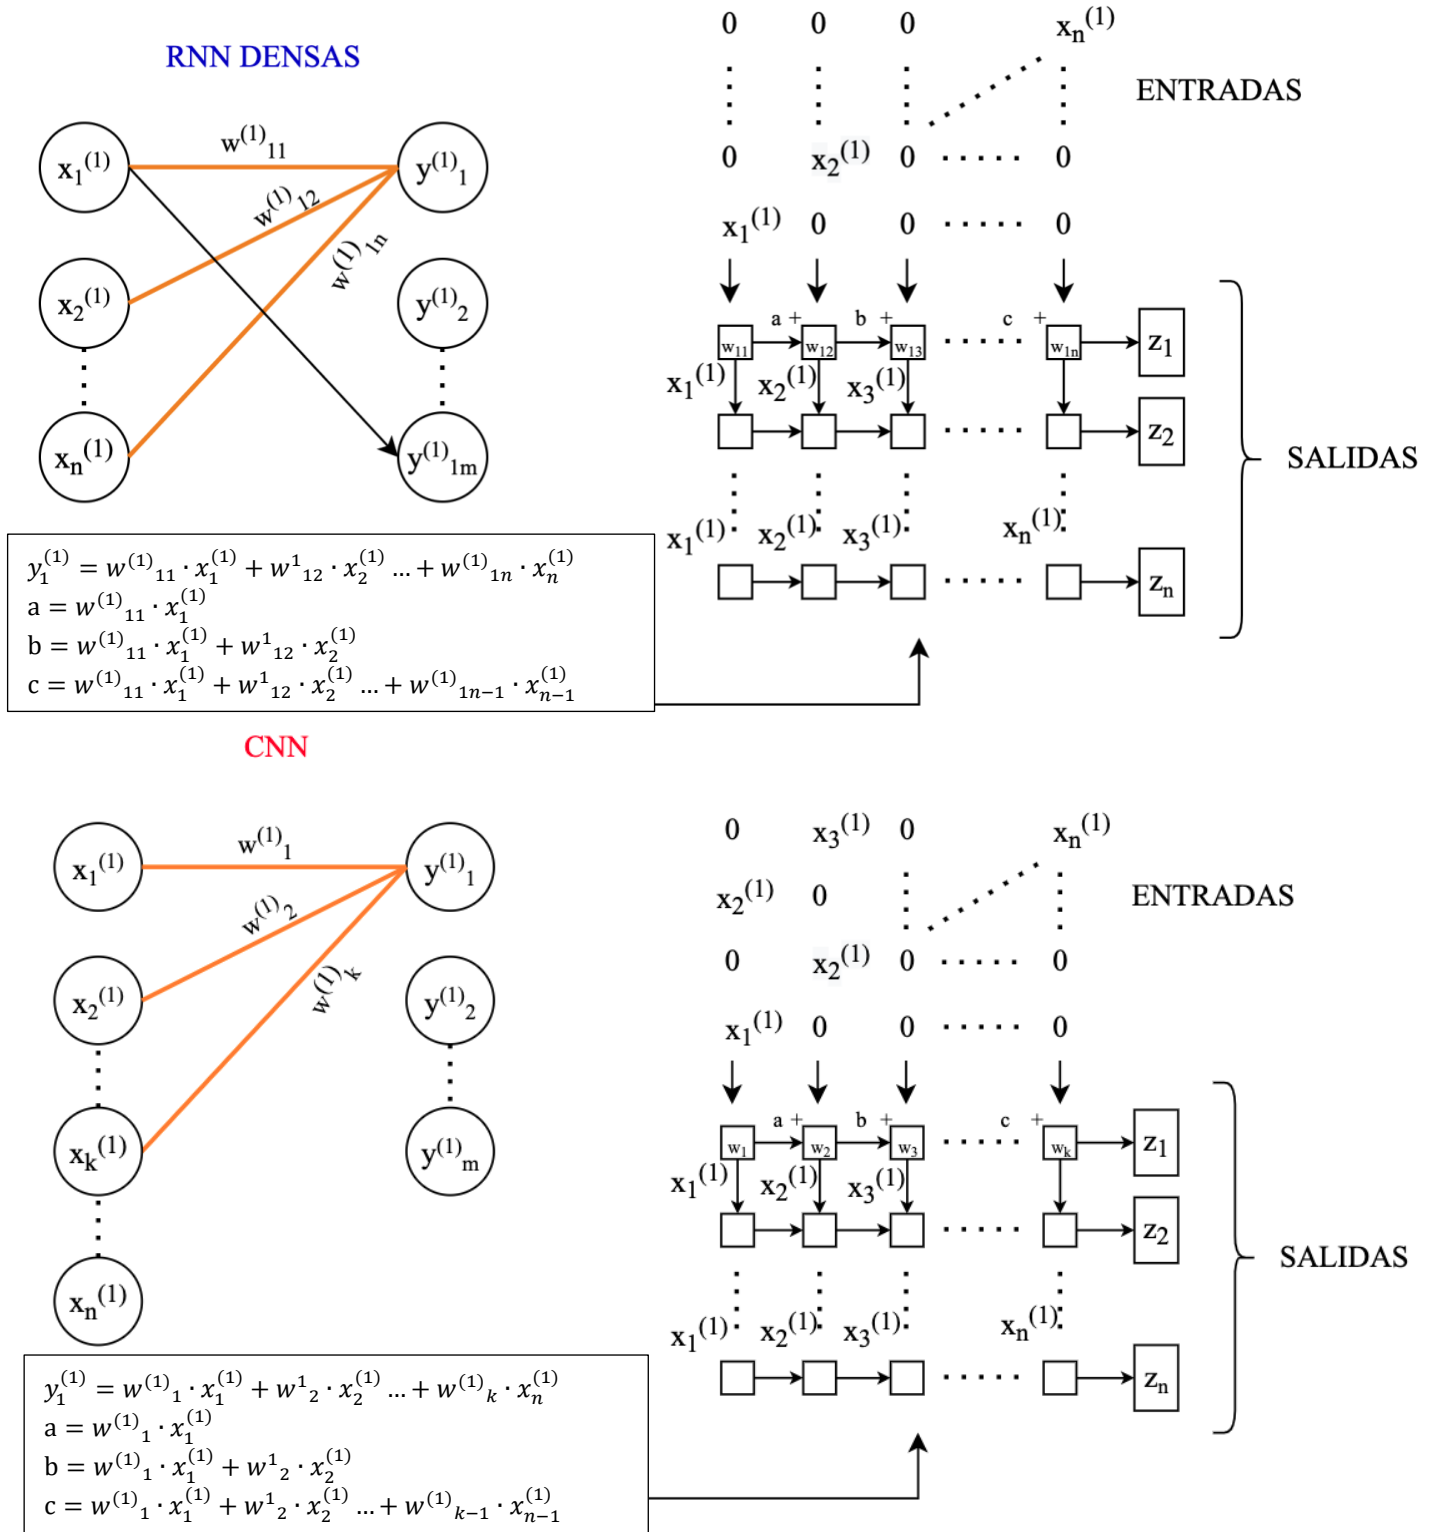 RNN DENSAS
x₁⁽¹⁾ w⁽¹⁾₁₁ y⁽¹⁾₁
w⁽¹⁾₁₂
w⁽¹⁾₁ₙ
x₂⁽¹⁾ y⁽¹⁾₂
xₙ⁽¹⁾ y⁽¹⁾₁ₘ
0 0 0 xₙ⁽¹⁾
ENTRADAS
0 x₂⁽¹⁾ 0 ..... 0
x₁⁽¹⁾ 0 0 ..... 0
a + b + c +
w₁₁ w₁₂ w₁₃ ..... w₁ₙ z₁
x₁⁽¹⁾ x₂⁽¹⁾ x₃⁽¹⁾
..... z₂
SALIDAS
x₁⁽¹⁾ x₂⁽¹⁾ x₃⁽¹⁾ xₙ⁽¹⁾
..... zₙ
y₁⁽¹⁾ = w⁽¹⁾₁₁ · x₁⁽¹⁾ + w¹₁₂ · x₂⁽¹⁾ … + w⁽¹⁾₁ₙ · xₙ⁽¹⁾
a = w⁽¹⁾₁₁ · x₁⁽¹⁾
b = w⁽¹⁾₁₁ · x₁⁽¹⁾ + w¹₁₂ · x₂⁽¹⁾
c = w⁽¹⁾₁₁ · x₁⁽¹⁾ + w¹₁₂ · x₂⁽¹⁾ … + w⁽¹⁾₁ₙ₋₁ · xₙ₋₁⁽¹⁾
CNN
x₁⁽¹⁾ w⁽¹⁾₁ y⁽¹⁾₁
w⁽¹⁾₂
w⁽¹⁾ₖ
x₂⁽¹⁾ y⁽¹⁾₂
xₖ⁽¹⁾ y⁽¹⁾ₘ
xₙ⁽¹⁾
0 x₃⁽¹⁾ 0 xₙ⁽¹⁾
x₂⁽¹⁾ 0 ENTRADAS
0 x₂⁽¹⁾ 0 ..... 0
x₁⁽¹⁾ 0 0 ..... 0
a + b + c +
w₁ w₂ w₃ ..... wₖ z₁
x₁⁽¹⁾ x₂⁽¹⁾ x₃⁽¹⁾
..... z₂
SALIDAS
x₁⁽¹⁾ x₂⁽¹⁾ x₃⁽¹⁾ xₙ⁽¹⁾
..... zₙ
y₁⁽¹⁾ = w⁽¹⁾₁ · x₁⁽¹⁾ + w¹₂ · x₂⁽¹⁾ … + w⁽¹⁾ₖ · xₙ⁽¹⁾
a = w⁽¹⁾₁ · x₁⁽¹⁾
b = w⁽¹⁾₁ · x₁⁽¹⁾ + w¹₂ · x₂⁽¹⁾
c = w⁽¹⁾₁ · x₁⁽¹⁾ + w¹₂ · x₂⁽¹⁾ … + w⁽¹⁾ₖ₋₁ · xₙ₋₁⁽¹⁾